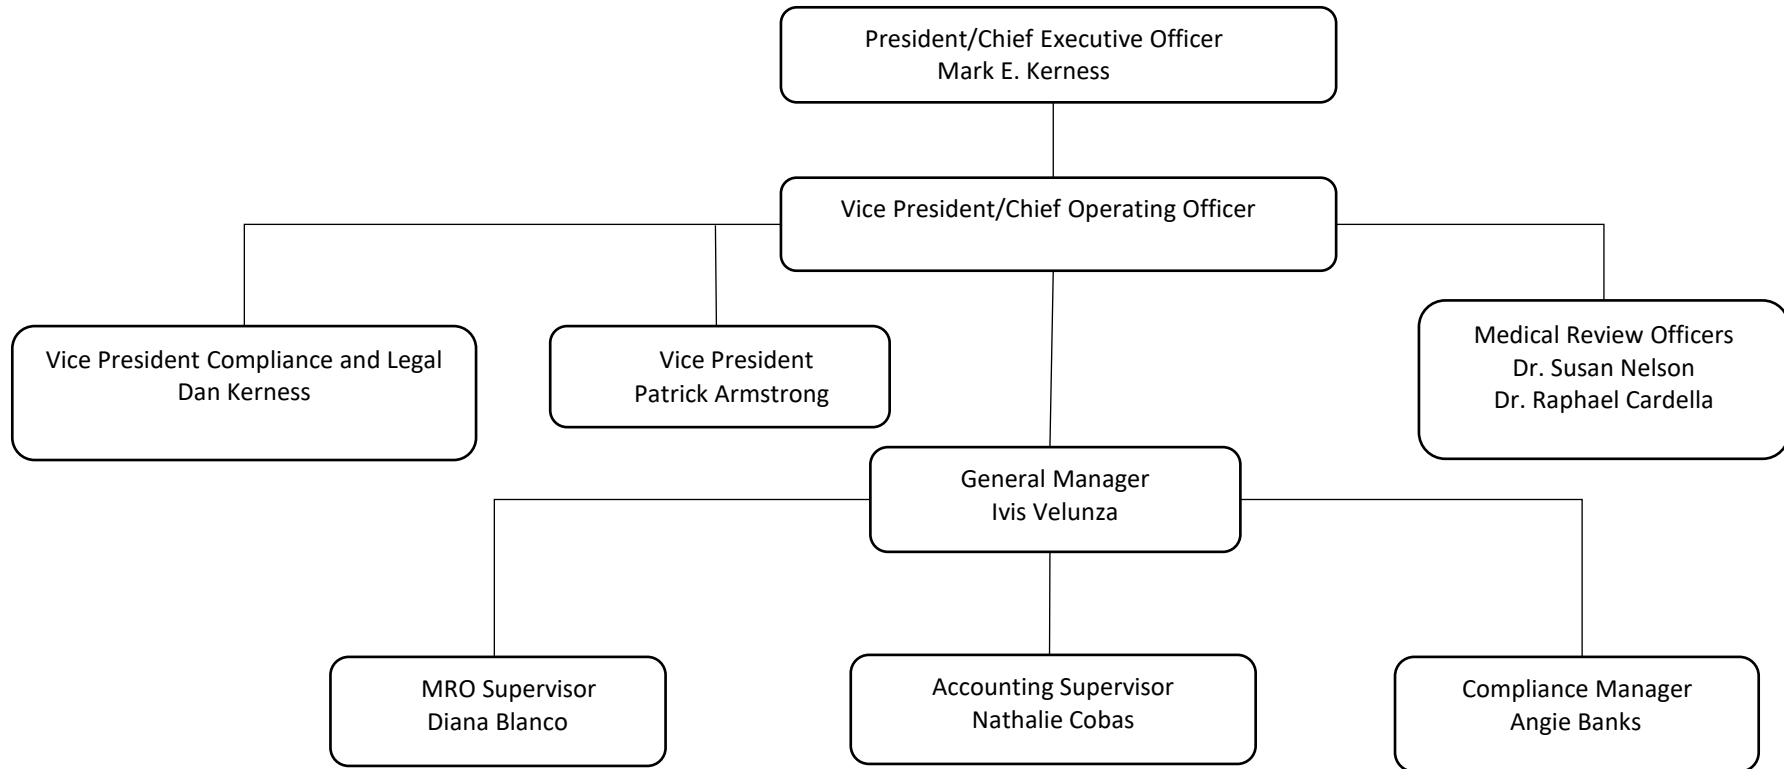 President/Chief Executive Officer
Mark E. Kerness
Vice President/Chief Operating Officer
Vice President Compliance and Legal
Dan Kerness
Vice President
Patrick Armstrong
Medical Review Officers
Dr. Susan Nelson
Dr. Raphael Cardella
General Manager
Ivis Velunza
MRO Supervisor
Diana Blanco
Accounting Supervisor
Nathalie Cobas
Compliance Manager
Angie Banks